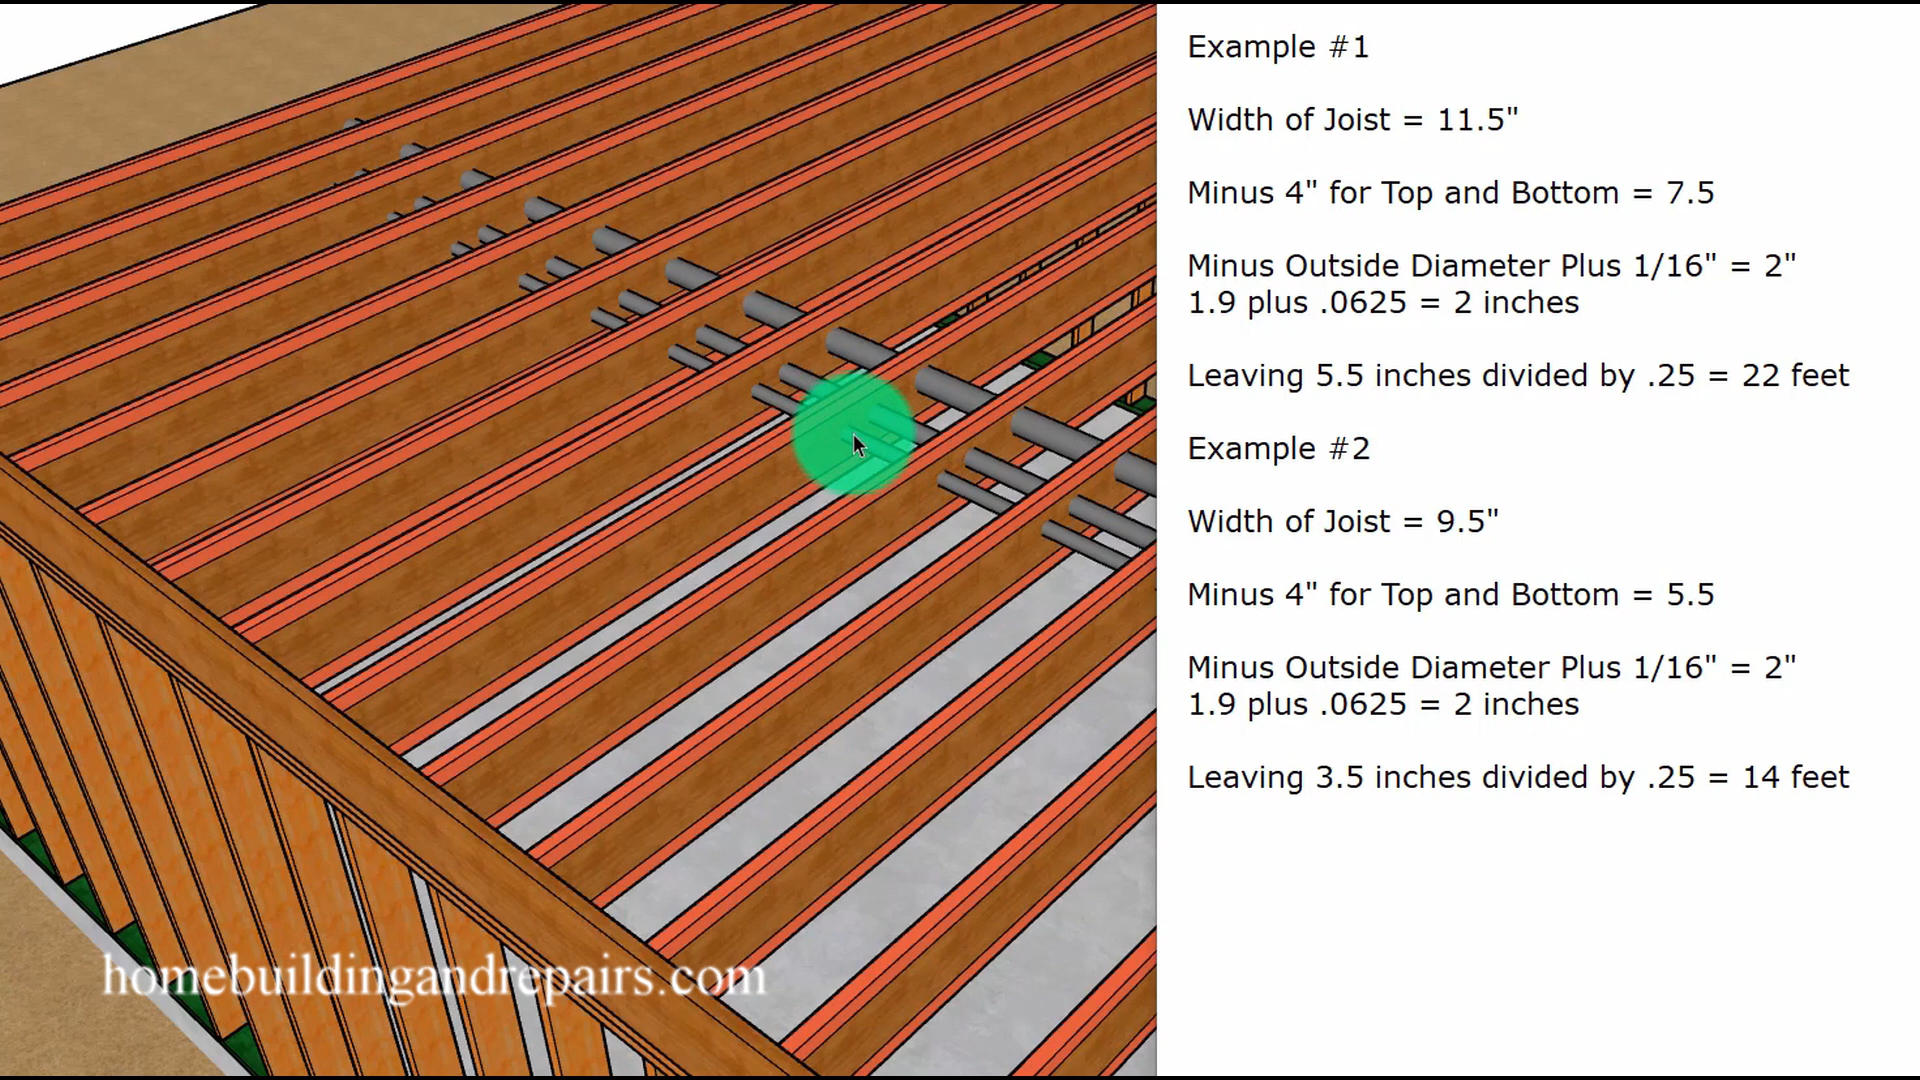 Example #1
Width of Joist = 11.5"
Minus 4" for Top and Bottom = 7.5
Minus Outside Diameter Plus 1/16" = 2"
1.9 plus .0625 = 2 inches
Leaving 5.5 inches divided by .25 = 22 feet
Example #2
Width of Joist = 9.5"
Minus 4" for Top and Bottom = 5.5
Minus Outside Diameter Plus 1/16" = 2"
1.9 plus .0625 = 2 inches
Leaving 3.5 inches divided by .25 = 14 feet
homebuildingandrepairs.com